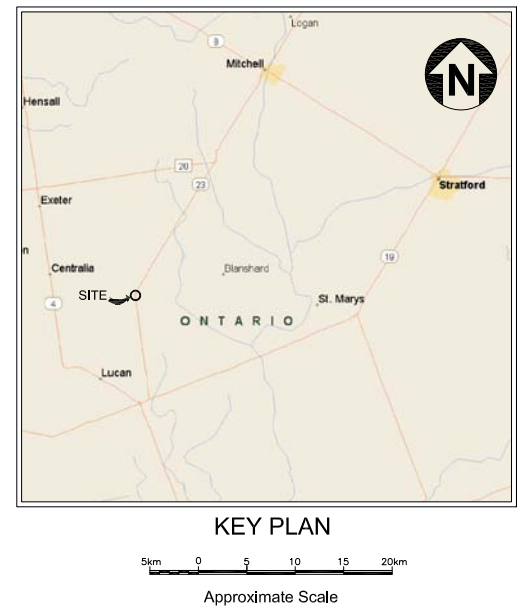 Logan
8
Mitchell
N
Hensall
20
23
Stratford
Exeter
19
n
Centralia
Blanshard
SITE
4
St. Marys
ONTARIO
Lucan
KEY PLAN
5km 0 5 10 15 20km
Approximate Scale